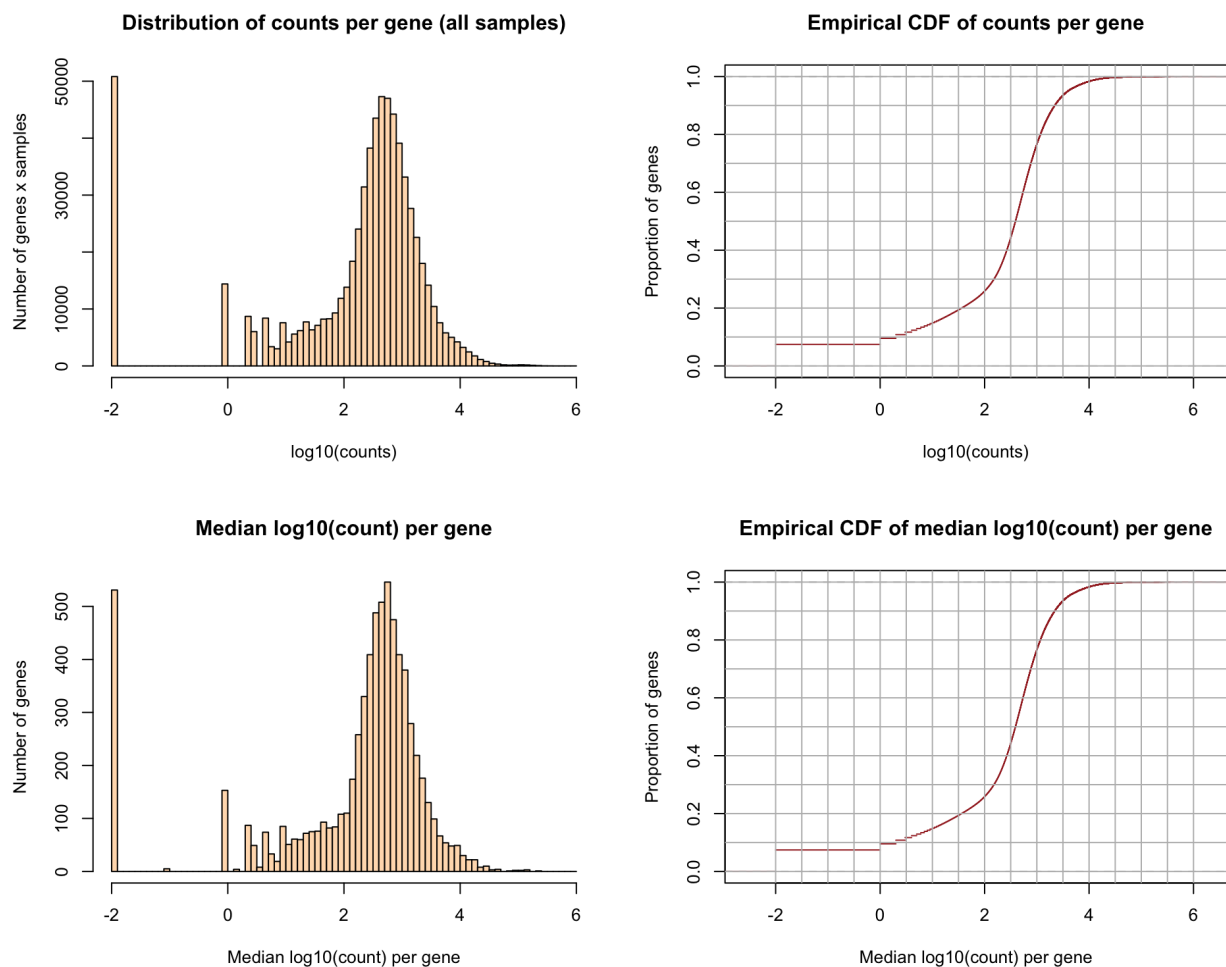 Distribution of counts per gene (all samples)
Number of genes x samples
50000
30000
10000
0
-2 0 2 4 6
log10(counts)
Empirical CDF of counts per gene
Proportion of genes
1.0
0.8
0.6
0.4
0.2
0.0
-2 0 2 4 6
log10(counts)
Median log10(count) per gene
Number of genes
500
400
300
200
100
0
-2 0 2 4 6
Median log10(count) per gene
Empirical CDF of median log10(count) per gene
Proportion of genes
1.0
0.8
0.6
0.4
0.2
0.0
-2 0 2 4 6
Median log10(count) per gene